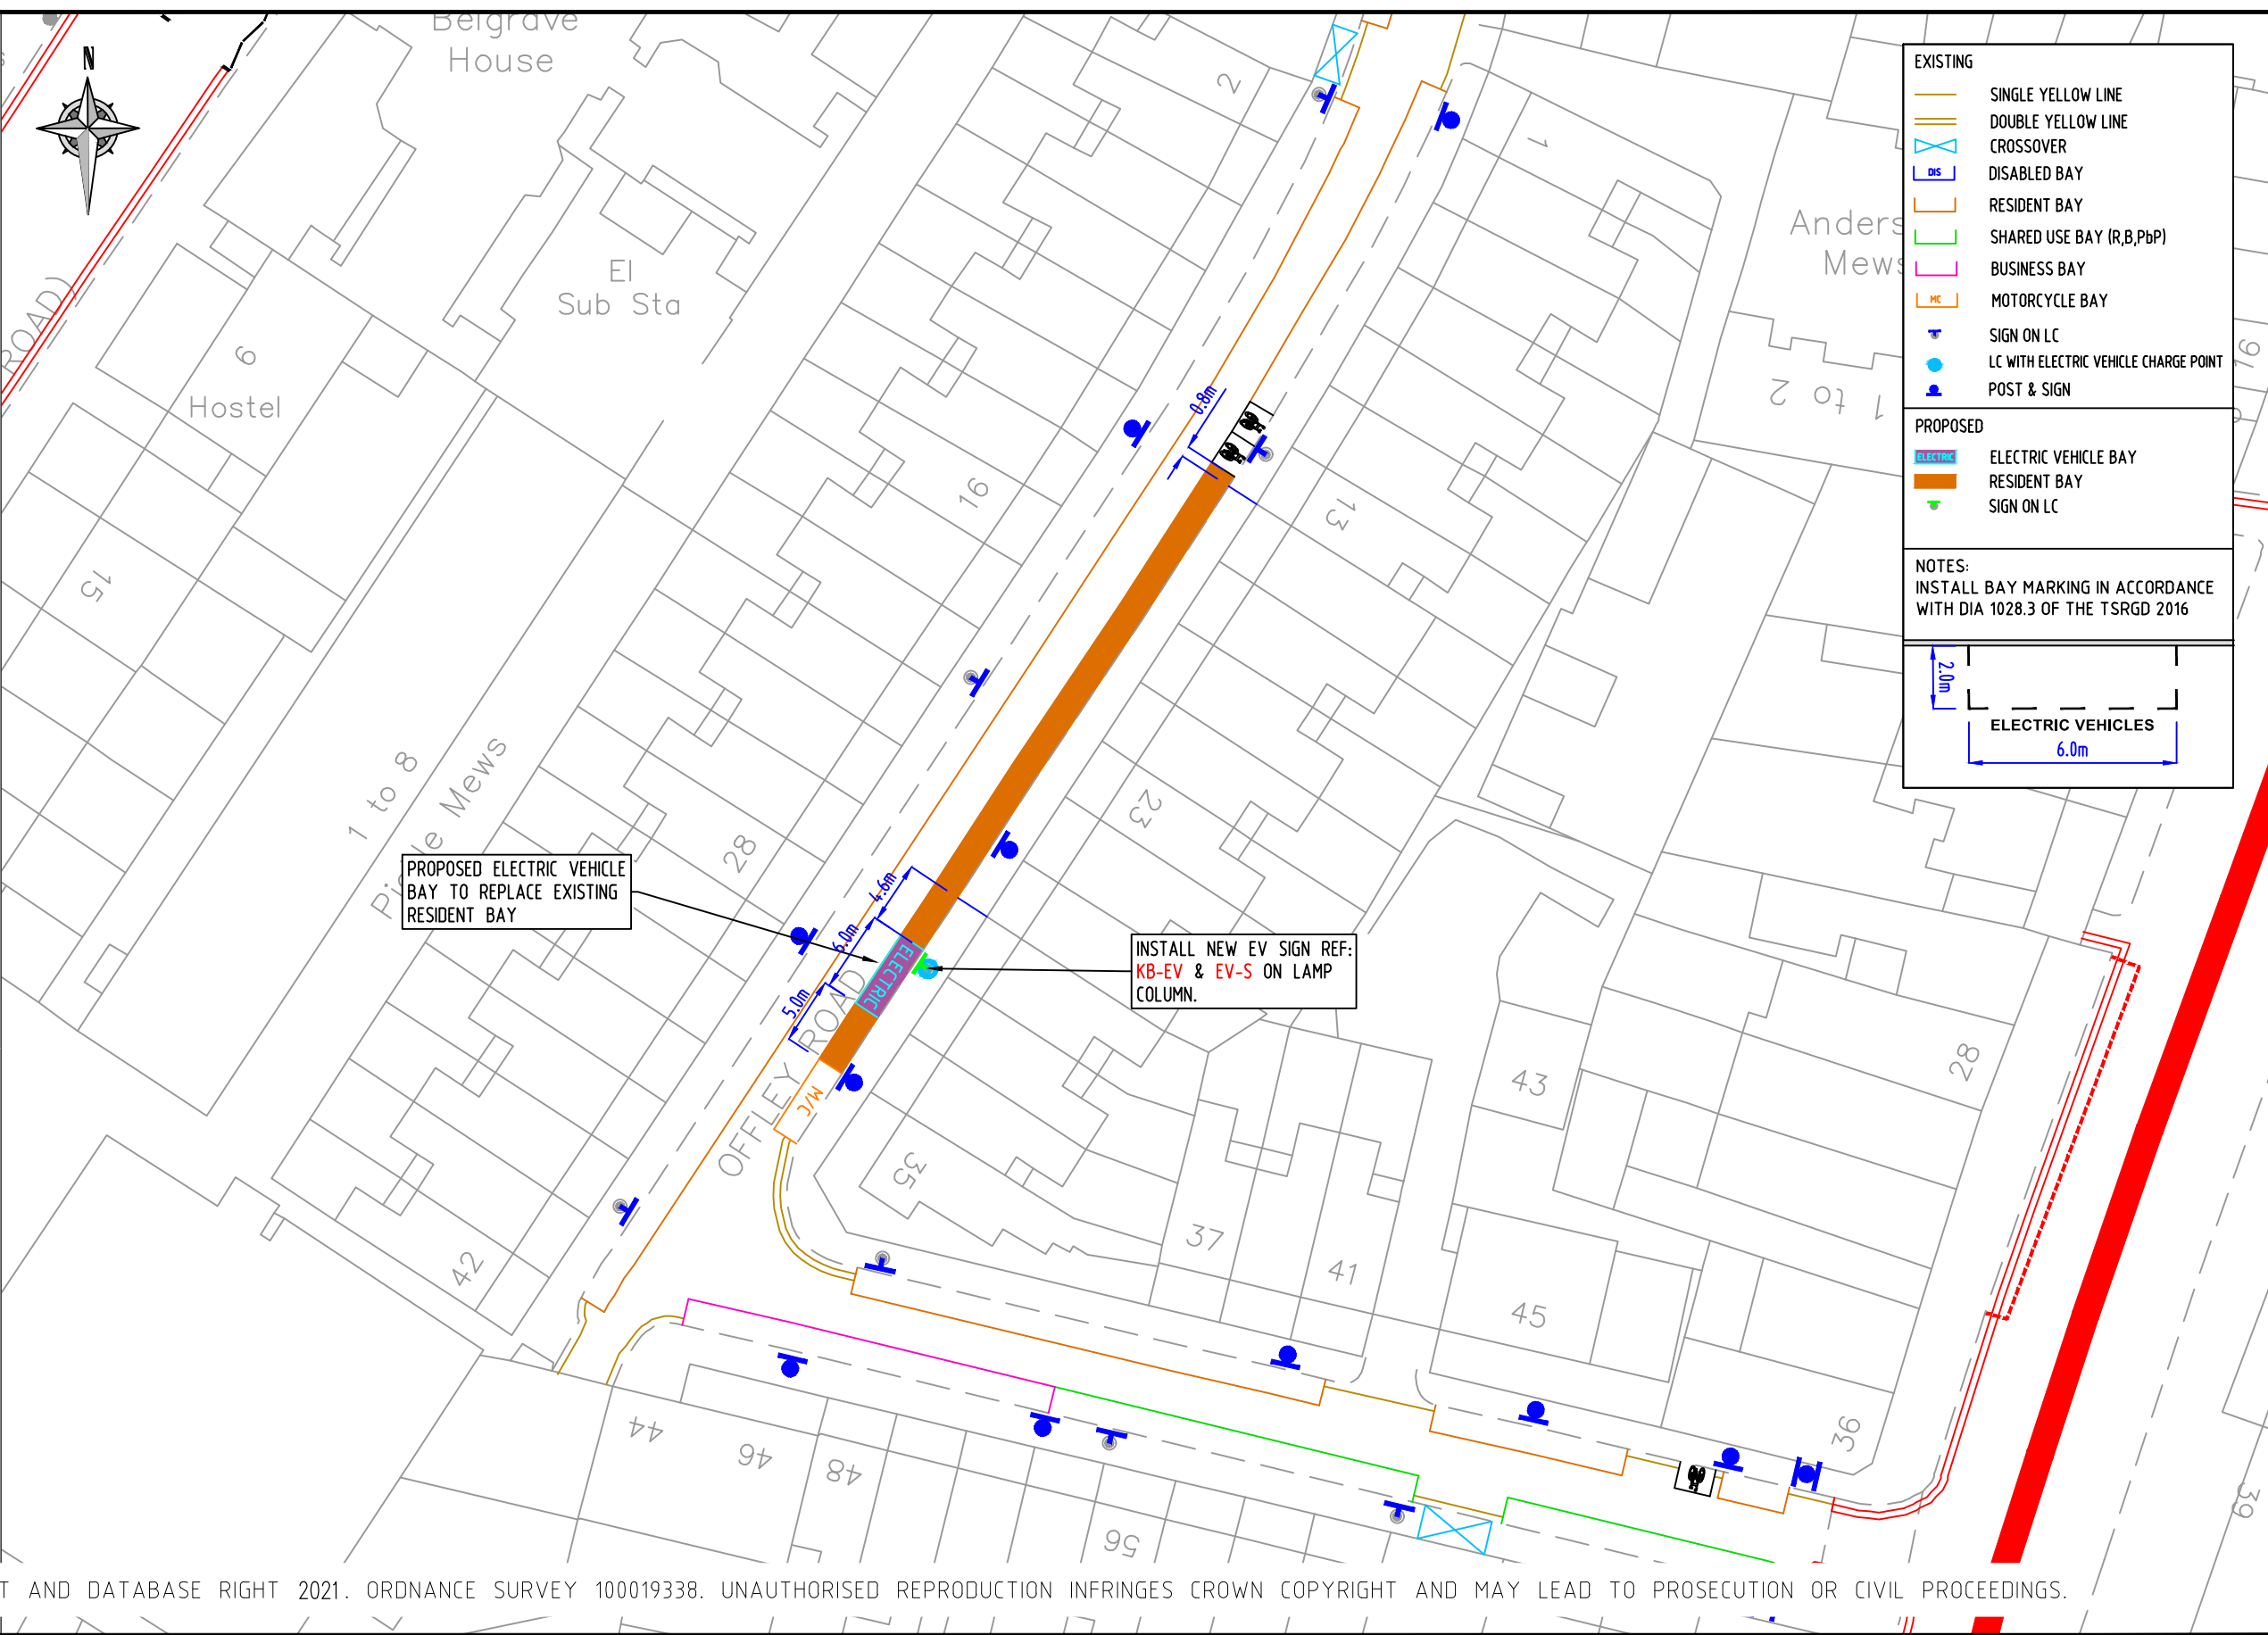 Belgrave
House
N
El
Sub Sta
9
Hostel
ROAD)
15
1 to 8
Mews
2
16
28
42
1
13
23
35
37
41
43
45
28
36
39
44
46
48
56
Mews
1 to 2
0.8m
4.6m
6.0m
5.0m
ELECTRIC
M/C
OFFLEY ROAD
PROPOSED ELECTRIC VEHICLE
BAY TO REPLACE EXISTING
RESIDENT BAY
INSTALL NEW EV SIGN REF:
KB-EV & EV-S ON LAMP
COLUMN.
EXISTING
SINGLE YELLOW LINE
DOUBLE YELLOW LINE
CROSSOVER
DIS DISABLED BAY
RESIDENT BAY
SHARED USE BAY (R,B,PbP)
BUSINESS BAY
MC MOTORCYCLE BAY
SIGN ON LC
LC WITH ELECTRIC VEHICLE CHARGE POINT
POST & SIGN
PROPOSED
ELECTRIC ELECTRIC VEHICLE BAY
RESIDENT BAY
SIGN ON LC
NOTES:
INSTALL BAY MARKING IN ACCORDANCE
WITH DIA 1028.3 OF THE TSRGD 2016
2.0m
ELECTRIC VEHICLES
6.0m
T AND DATABASE RIGHT 2021. ORDNANCE SURVEY 100019338. UNAUTHORISED REPRODUCTION INFRINGES CROWN COPYRIGHT AND MAY LEAD TO PROSECUTION OR CIVIL PROCEEDINGS.